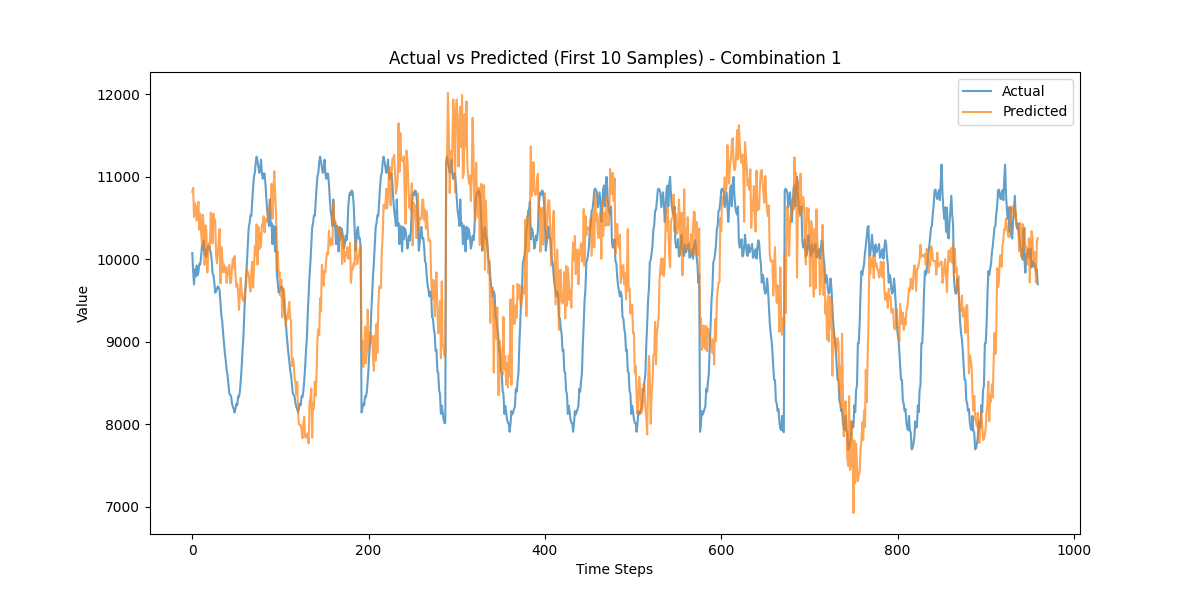 Actual vs Predicted (First 10 Samples) - Combination 1
Actual
Predicted
12000
11000
10000
9000
8000
7000
Value
0 200 400 600 800 1000
Time Steps